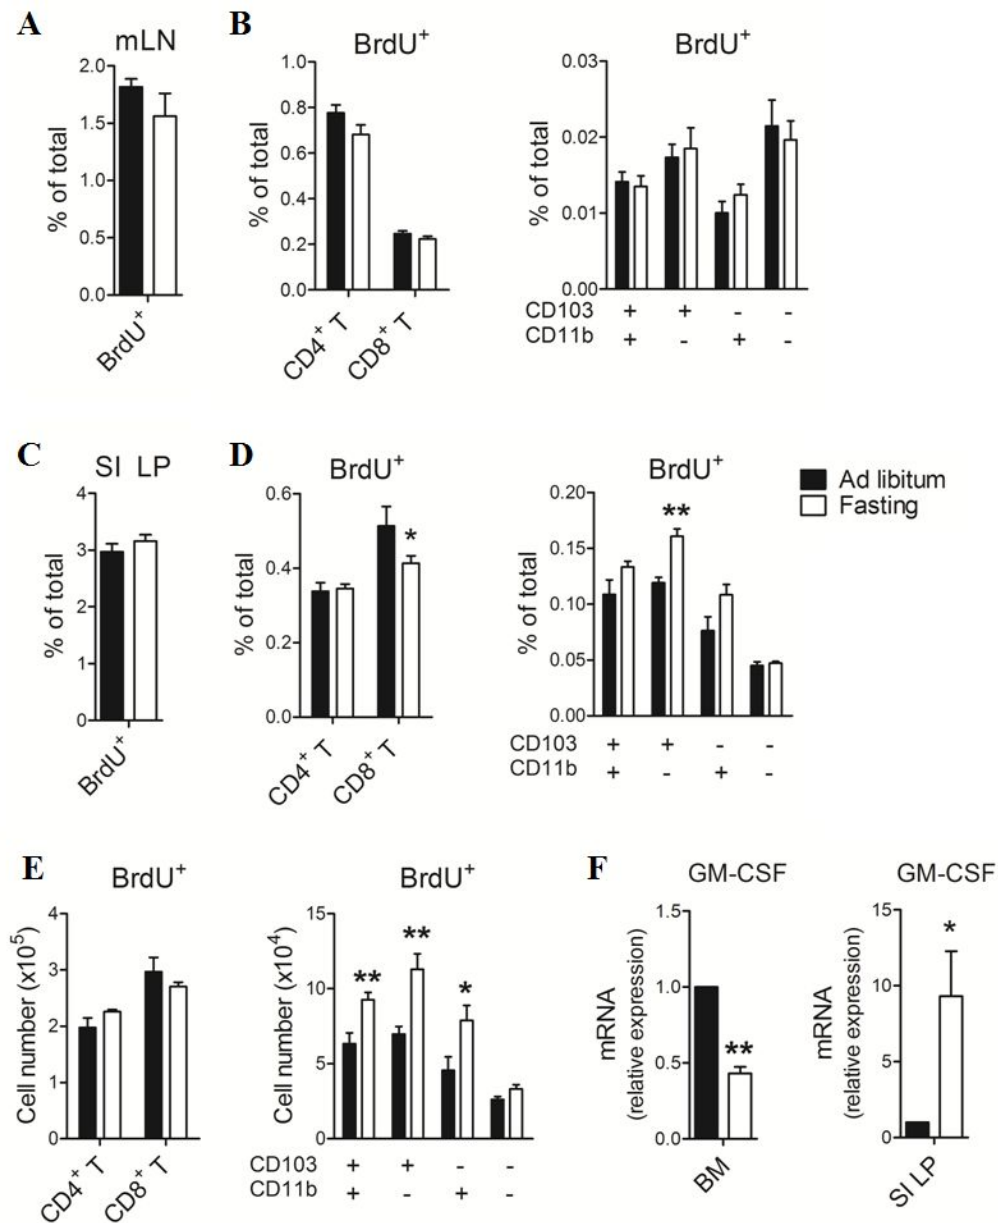 A
mLN
% of total
2.0
1.5
1.0
0.5
0.0
BrdU⁺
B
BrdU⁺
% of total
1.0
0.8
0.6
0.4
0.2
0.0
CD4⁺ T
CD8⁺ T
BrdU⁺
% of total
0.03
0.02
0.01
0.00
CD103 + + - -
CD11b + - + -
C
SI LP
% of total
4
3
2
1
0
BrdU⁺
D
BrdU⁺
% of total
0.6
0.4
0.2
0.0
*
CD4⁺ T
CD8⁺ T
BrdU⁺
% of total
0.20
0.15
0.10
0.05
0.00
**
CD103 + + - -
CD11b + - + -
Ad libitum
Fasting
E
BrdU⁺
Cell number (x10⁵)
4
3
2
1
0
CD4⁺ T
CD8⁺ T
BrdU⁺
Cell number (x10⁴)
15
10
5
0
** ** *
CD103 + + - -
CD11b + - + -
F
GM-CSF
mRNA
(relative expression)
1.5
1.0
0.5
0.0
**
BM
GM-CSF
mRNA
(relative expression)
15
10
5
0
*
SI LP